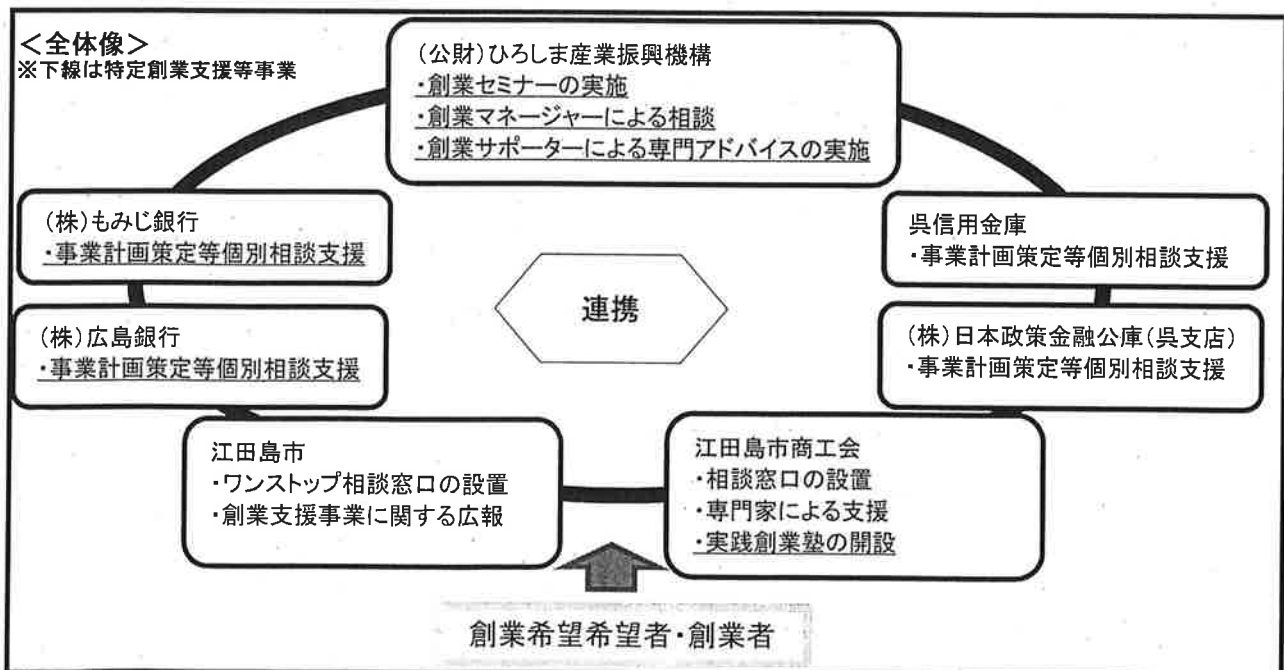 <全体像>
※下線は特定創業支援等事業
(公財)ひろしま産業振興機構
・創業セミナーの実施
・創業マネージャーによる相談
・創業サポーターによる専門アドバイスの実施
(株)もみじ銀行
・事業計画策定等個別相談支援
呉信用金庫
・事業計画策定等個別相談支援
連携
(株)広島銀行
・事業計画策定等個別相談支援
(株)日本政策金融公庫(呉支店)
・事業計画策定等個別相談支援
江田島市
・ワンストップ相談窓口の設置
・創業支援事業に関する広報
江田島市商工会
・相談窓口の設置
・専門家による支援
・実践創業塾の開設
創業希望希望者・創業者